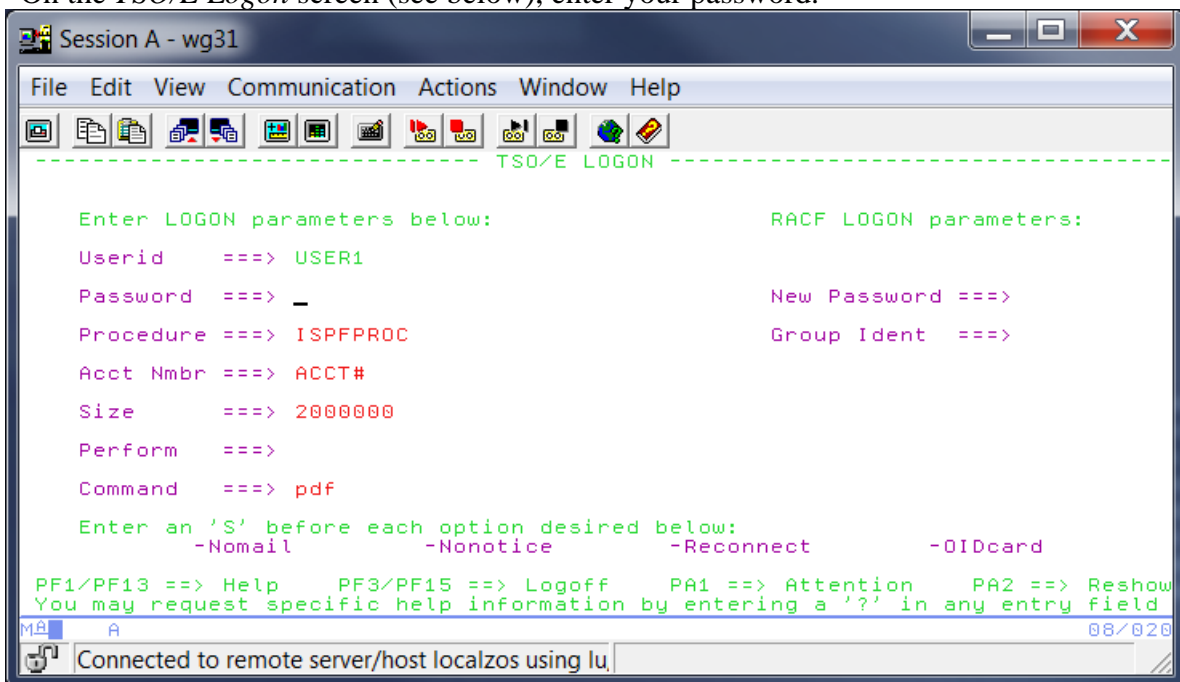 On the TSO/E Logon screen (see below), enter your password.
Session A - wg31
File Edit View Communication Actions Window Help
------------------------------- TSO/E LOGON -----------------------------------
Enter LOGON parameters below: RACF LOGON parameters:
Userid ===> USER1
Password ===> _ New Password ===>
Procedure ===> ISPFPROC Group Ident ===>
Acct Nmbr ===> ACCT#
Size ===> 2000000
Perform ===>
Command ===> pdf
Enter an 'S' before each option desired below:
-Nomail -Nonotice -Reconnect -OIDcard
PF1/PF13 ==> Help PF3/PF15 ==> Logoff PA1 ==> Attention PA2 ==> Reshow
You may request specific help information by entering a '?' in any entry field
MA A 08/020
Connected to remote server/host localzos using lu